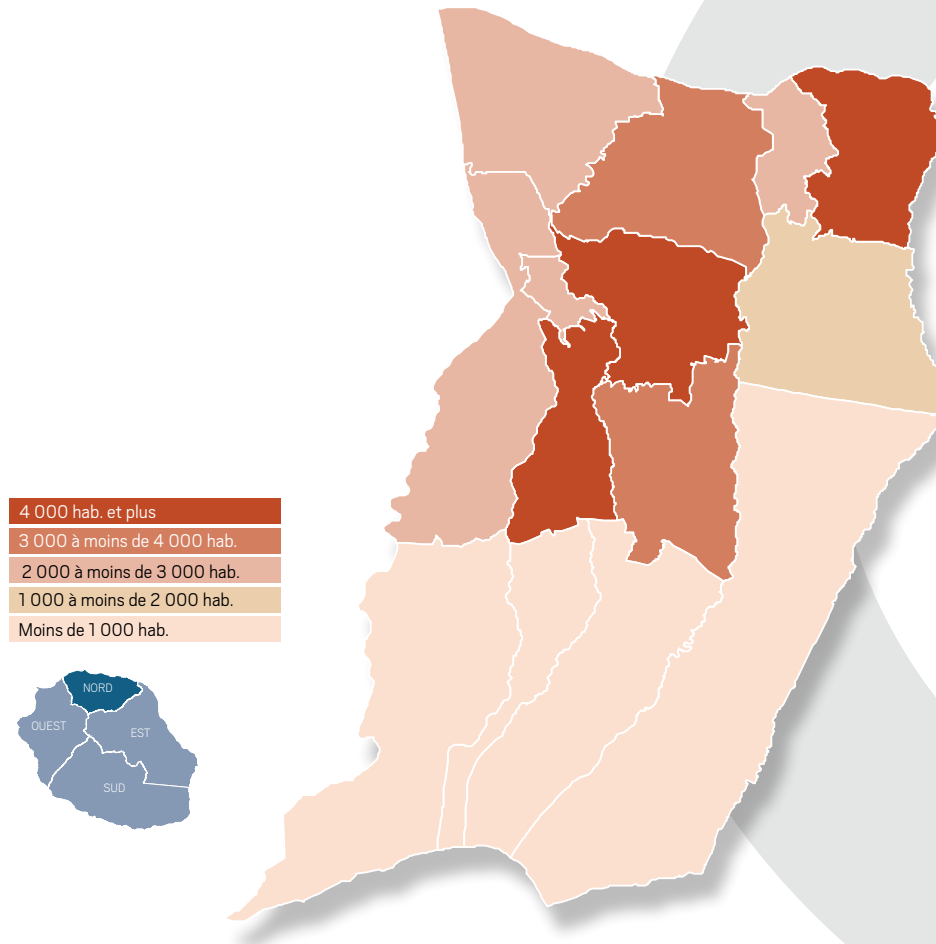 4 000 hab. et plus
3 000 à moins de 4 000 hab.
2 000 à moins de 3 000 hab.
1 000 à moins de 2 000 hab.
Moins de 1 000 hab.
NORD
OUEST
EST
SUD